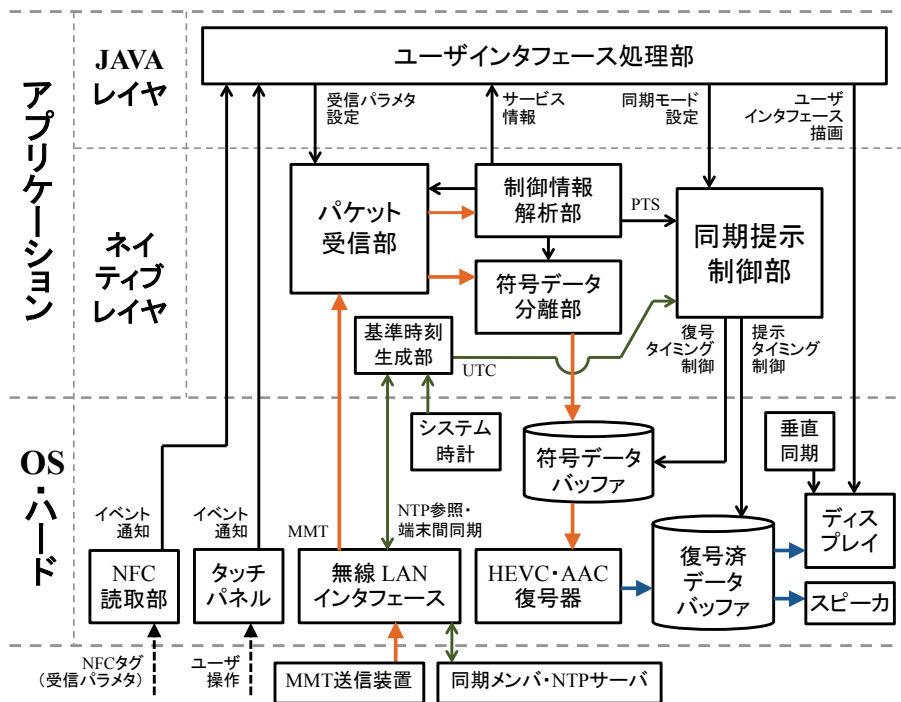 アプリケーション
JAVA
レイヤ
ユーザインタフェース処理部
受信パラメタ
設定
サービス
情報
同期モード
設定
ユーザ
インタフェース
描画
ネイ
ティブ
レイヤ
パケット
受信部
制御情報
解析部
PTS
同期提示
制御部
符号データ
分離部
基準時刻
生成部
UTC
復号
タイミング
制御
提示
タイミング
制御
OS・ハード
システム
時計
符号データ
バッファ
垂直
同期
イベント
通知
イベント
通知
MMT
NTP参照・
端末間同期
NFC
読取部
タッチ
パネル
無線 LAN
インタフェース
HEVC・AAC
復号器
復号済
データ
バッファ
ディス
プレイ
スピーカ
NFCタグ
(受信パラメタ)
ユーザ
操作
MMT送信装置
同期メンバ・NTPサーバ